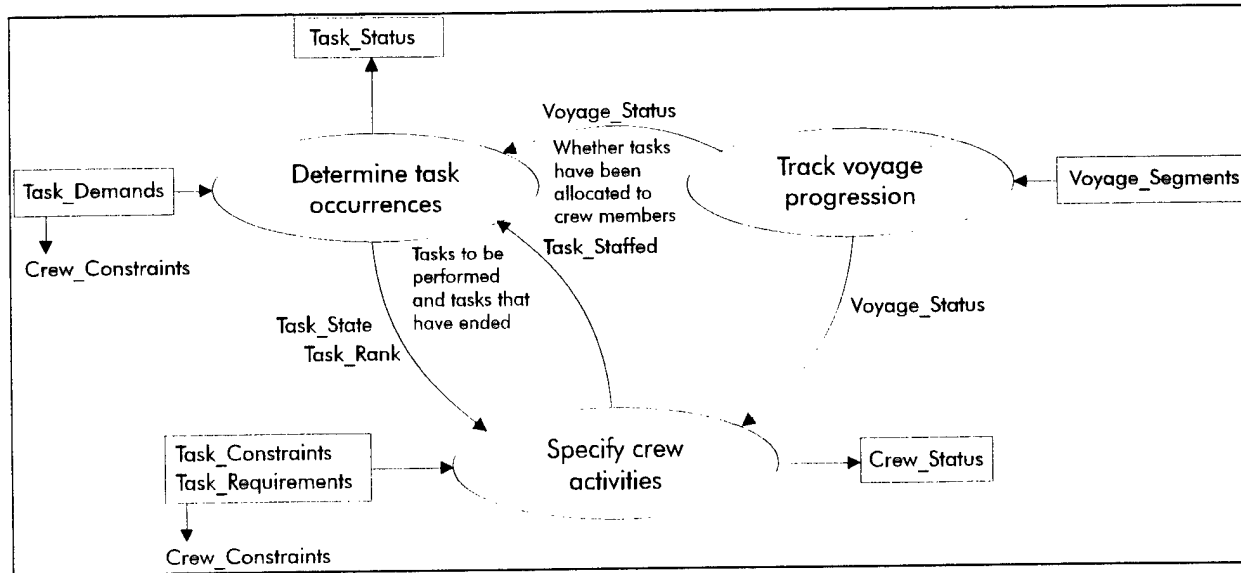 Task_Status
Voyage_Status
Whether tasks
have been
allocated to
crew members
Task_Staffed
Determine task
occurrences
Track voyage
progression
Voyage_Segments
Task_Demands
Crew_Constraints
Tasks to be
performed
and tasks that
have ended
Voyage_Status
Task_State
Task_Rank
Task_Constraints
Task_Requirements
Specify crew
activities
Crew_Status
Crew_Constraints